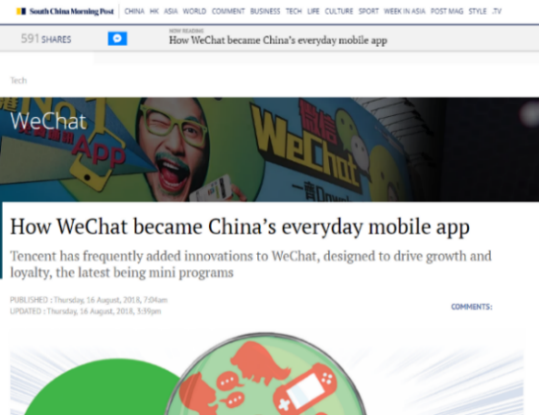 South China Morning Post CHINA HK ASIA WORLD COMMENT BUSINESS TECH LIFE CULTURE SPORT WEEK IN ASIA POST MAG STYLE .TV
NOW READING
591 SHARES How WeChat became China's everyday mobile app
Tech
WeChat
No.1
App
微信
WeChat
How WeChat became China's everyday mobile app
Tencent has frequently added innovations to WeChat, designed to drive growth and
loyalty, the latest being mini programs
PUBLISHED : Thursday, 16 August, 2018, 7:04am
UPDATED : Thursday, 16 August, 2018, 3:39pm
COMMENTS: